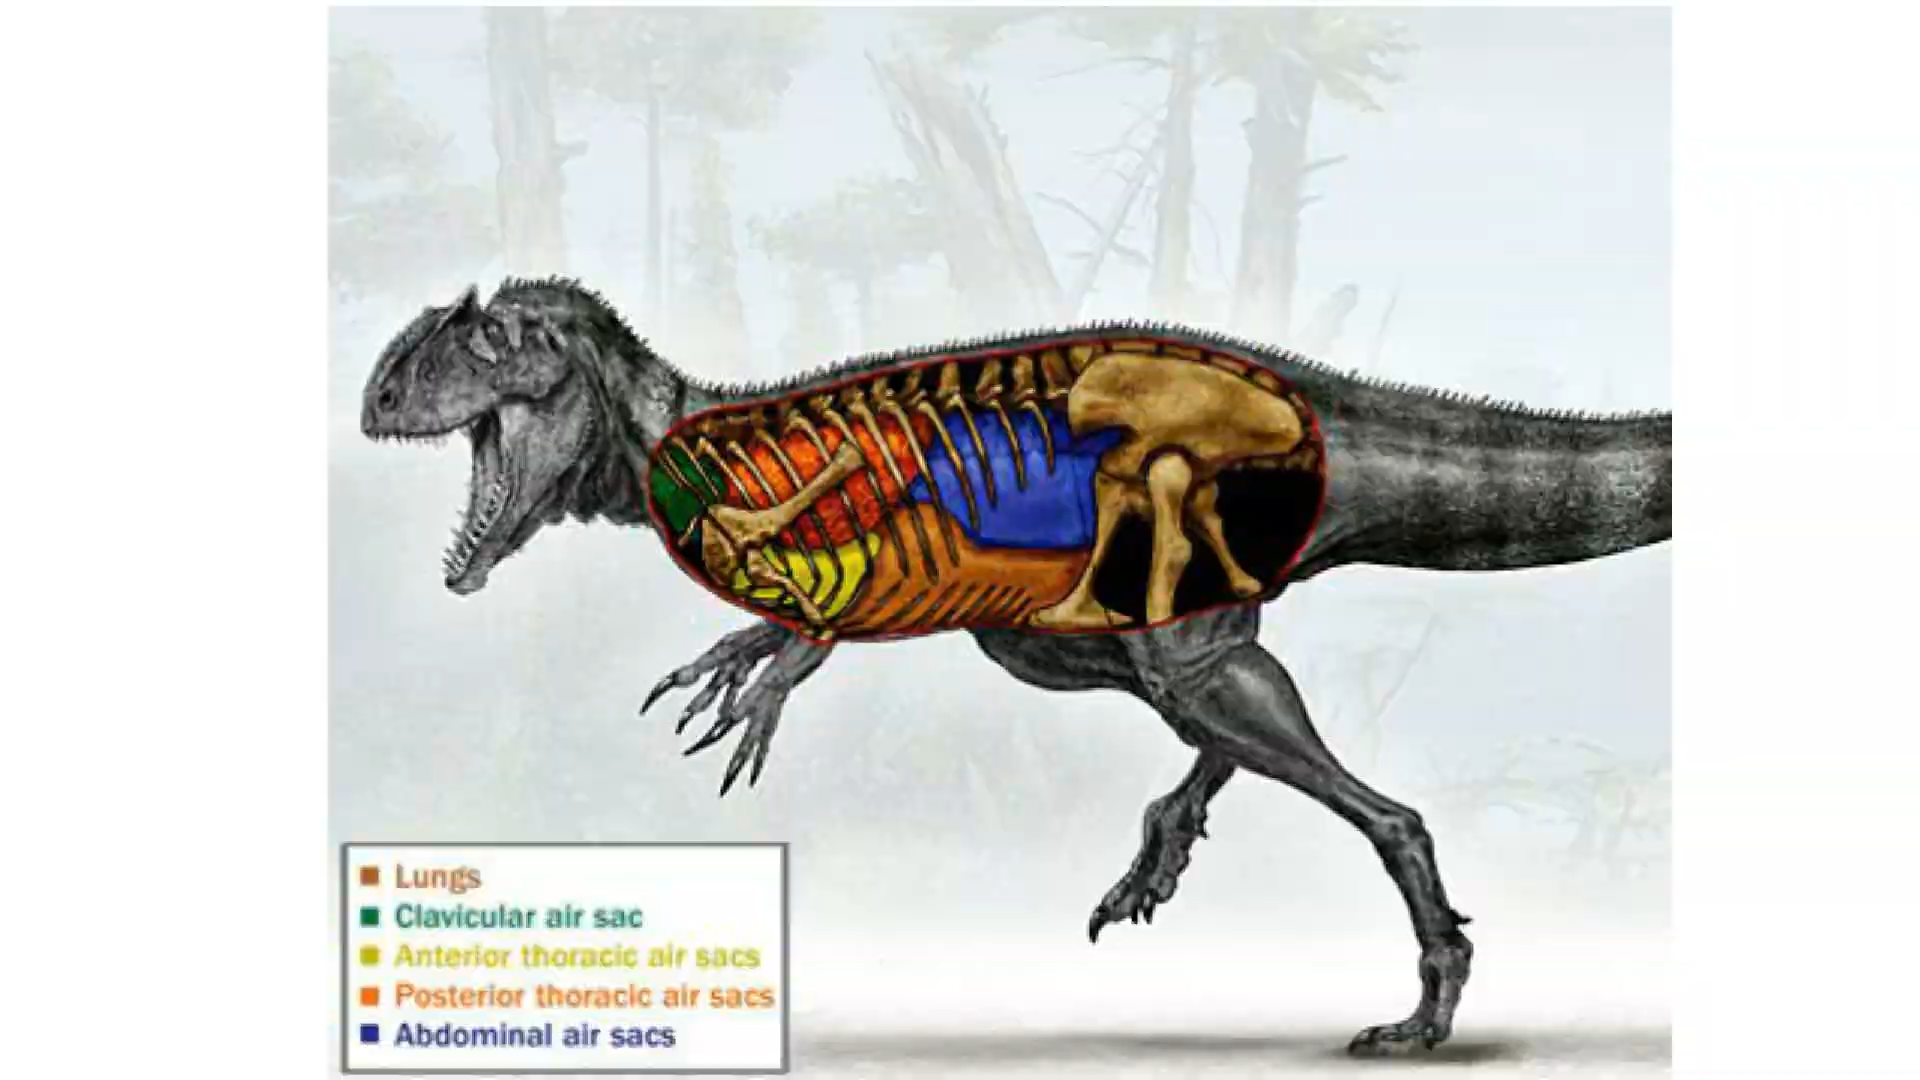 Lungs
Clavicular air sac
Anterior thoracic air sacs
Posterior thoracic air sacs
Abdominal air sacs